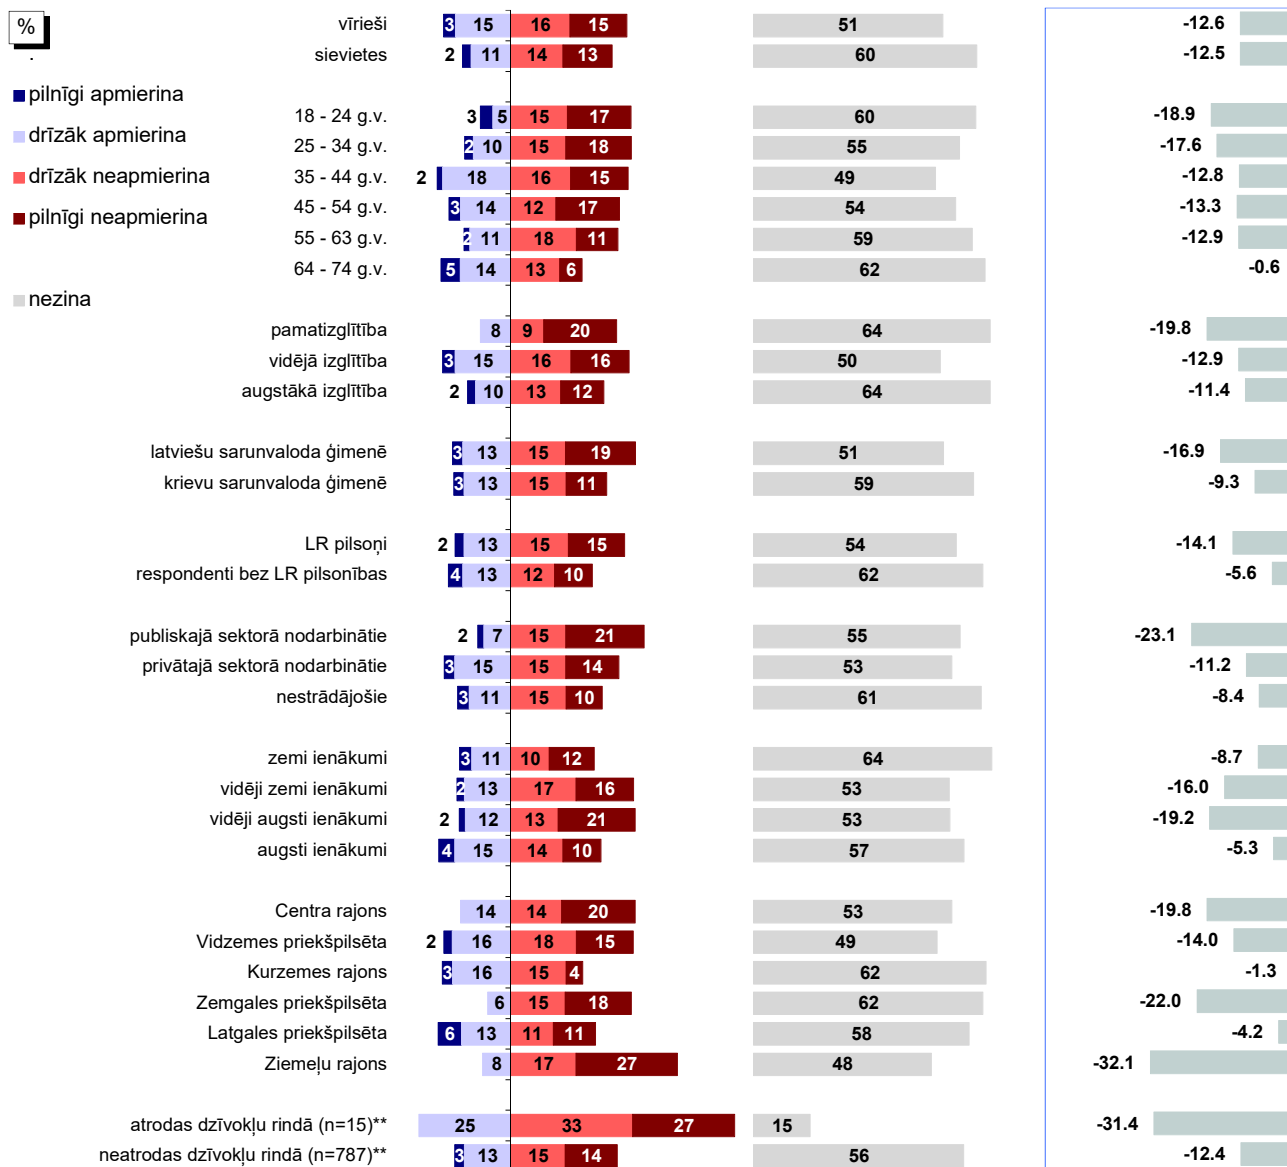 %
.
pilnīgi apmierina
drīzāk apmierina
drīzāk neapmierina
pilnīgi neapmierina
nezina
vīrieši 3 15 16 15 51 -12.6
sievietes 2 11 14 13 60 -12.5
18 - 24 g.v. 3 5 15 17 60 -18.9
25 - 34 g.v. 2 10 15 18 55 -17.6
35 - 44 g.v. 2 18 16 15 49 -12.8
45 - 54 g.v. 3 14 12 17 54 -13.3
55 - 63 g.v. 2 11 18 11 59 -12.9
64 - 74 g.v. 5 14 13 6 62 -0.6
pamatizglītība 8 9 20 64 -19.8
vidējā izglītība 3 15 16 16 50 -12.9
augstākā izglītība 2 10 13 12 64 -11.4
latviešu sarunvaloda ģimenē 3 13 15 19 51 -16.9
krievu sarunvaloda ģimenē 3 13 15 11 59 -9.3
LR pilsoņi 2 13 15 15 54 -14.1
respondenti bez LR pilsonības 4 13 12 10 62 -5.6
publiskajā sektorā nodarbinātie 2 7 15 21 55 -23.1
privātajā sektorā nodarbinātie 3 15 15 14 53 -11.2
nestrādājošie 3 11 15 10 61 -8.4
zemi ienākumi 3 11 10 12 64 -8.7
vidēji zemi ienākumi 2 13 17 16 53 -16.0
vidēji augsti ienākumi 2 12 13 21 53 -19.2
augsti ienākumi 4 15 14 10 57 -5.3
Centra rajons 14 14 20 53 -19.8
Vidzemes priekšpilsēta 2 16 18 15 49 -14.0
Kurzemes rajons 3 16 15 4 62 -1.3
Zemgales priekšpilsēta 6 15 18 62 -22.0
Latgales priekšpilsēta 6 13 11 11 58 -4.2
Ziemeļu rajons 8 17 27 48 -32.1
atrodas dzīvokļu rindā (n=15)** 25 33 27 15 -31.4
neatrodas dzīvokļu rindā (n=787)** 3 13 15 14 56 -12.4